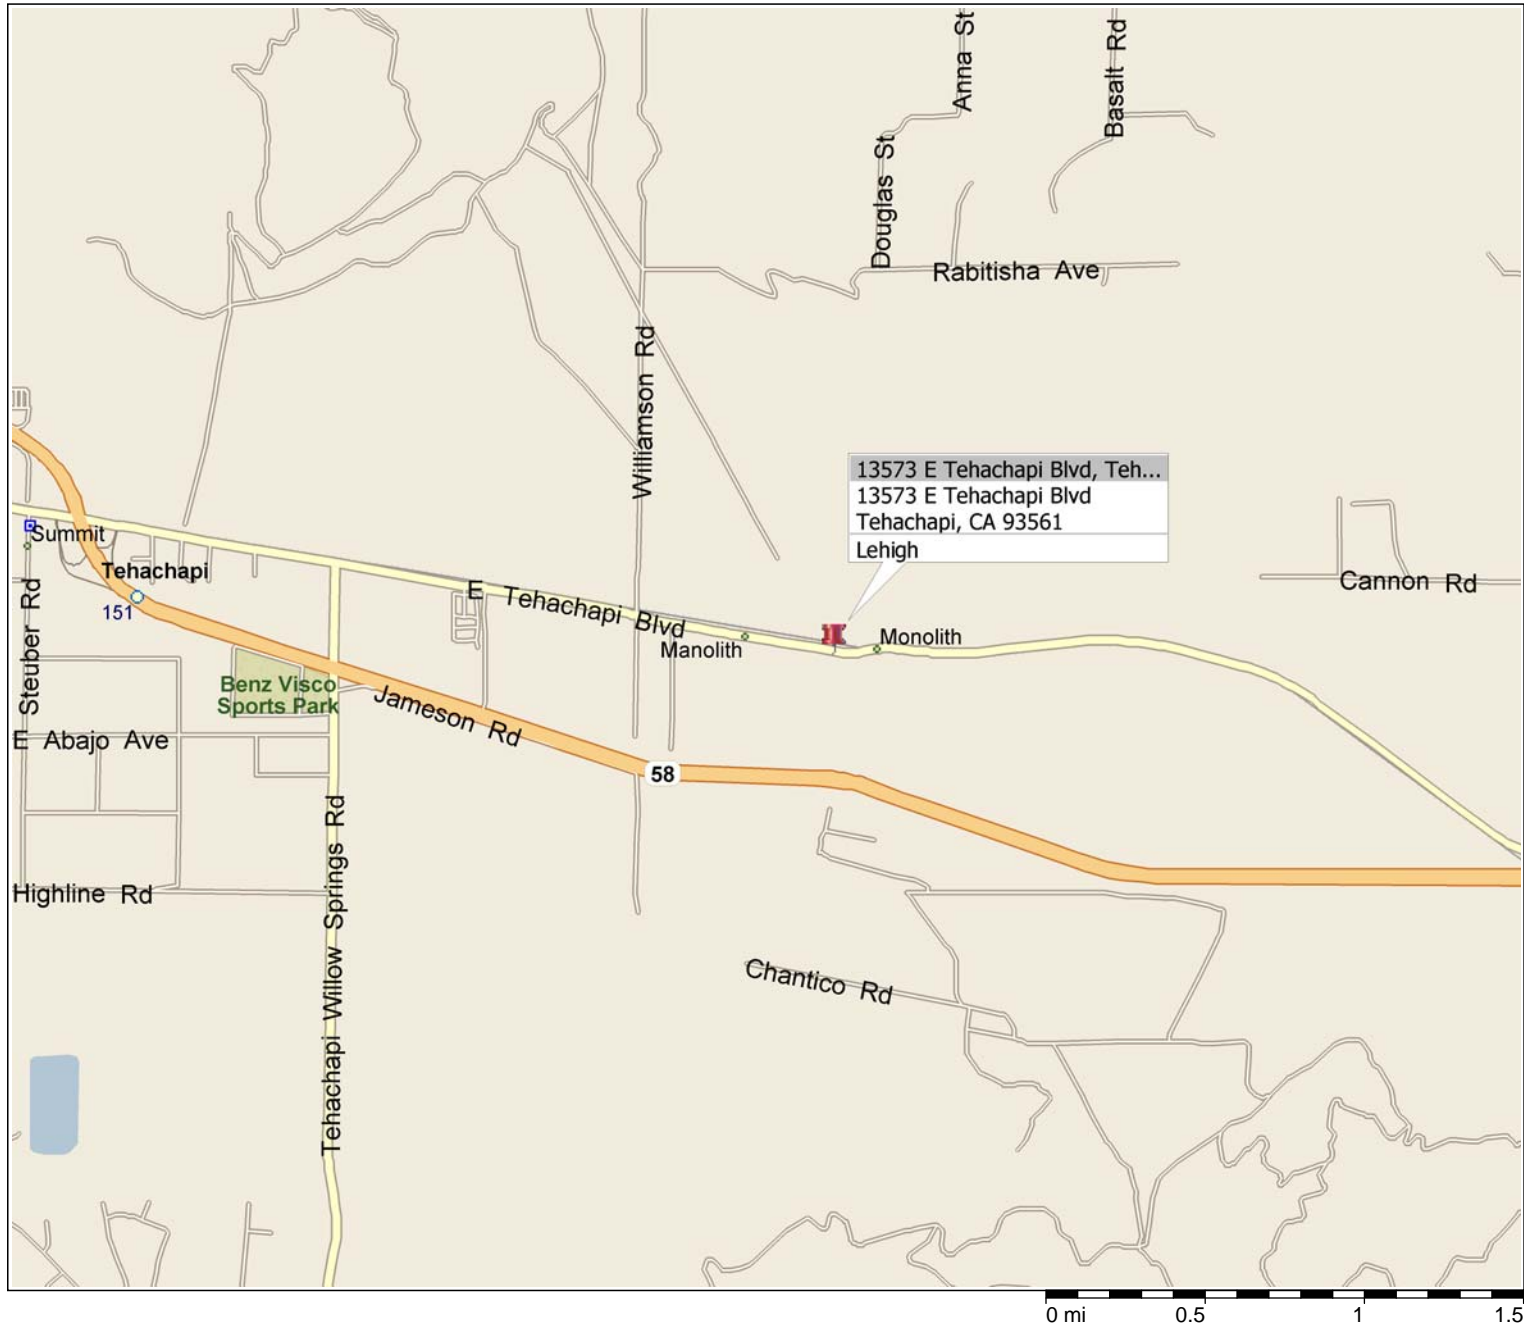 Anna St
Basalt Rd
Douglas St
Rabitisha Ave
Williamson Rd
13573 E Tehachapi Blvd, Teh...
13573 E Tehachapi Blvd
Tehachapi, CA 93561
Lehigh
Summit
Tehachapi
151
Cannon Rd
E Tehachapi Blvd
Manolith
Monolith
Steuber Rd
Benz Visco
Sports Park
Jameson Rd
E Abajo Ave
58
Highline Rd
Tehachapi Willow Springs Rd
Chantico Rd
0 mi
0.5
1
1.5